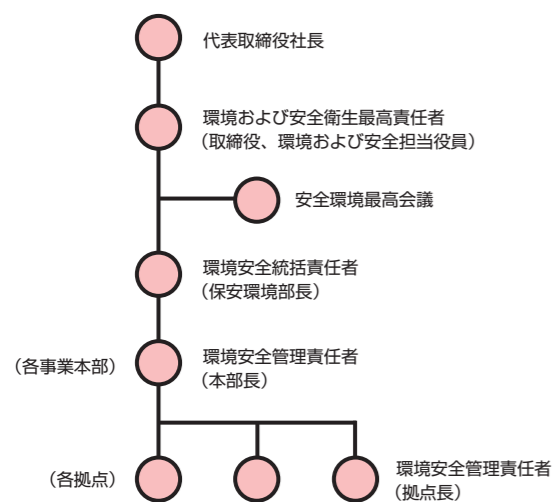 代表取締役社長
環境および安全衛生最高責任者
（取締役、環境および安全担当役員）
安全環境最高会議
環境安全統括責任者
（保安環境部長）
（各事業本部）
環境安全管理責任者
（本部長）
（各拠点）
環境安全管理責任者
（拠点長）